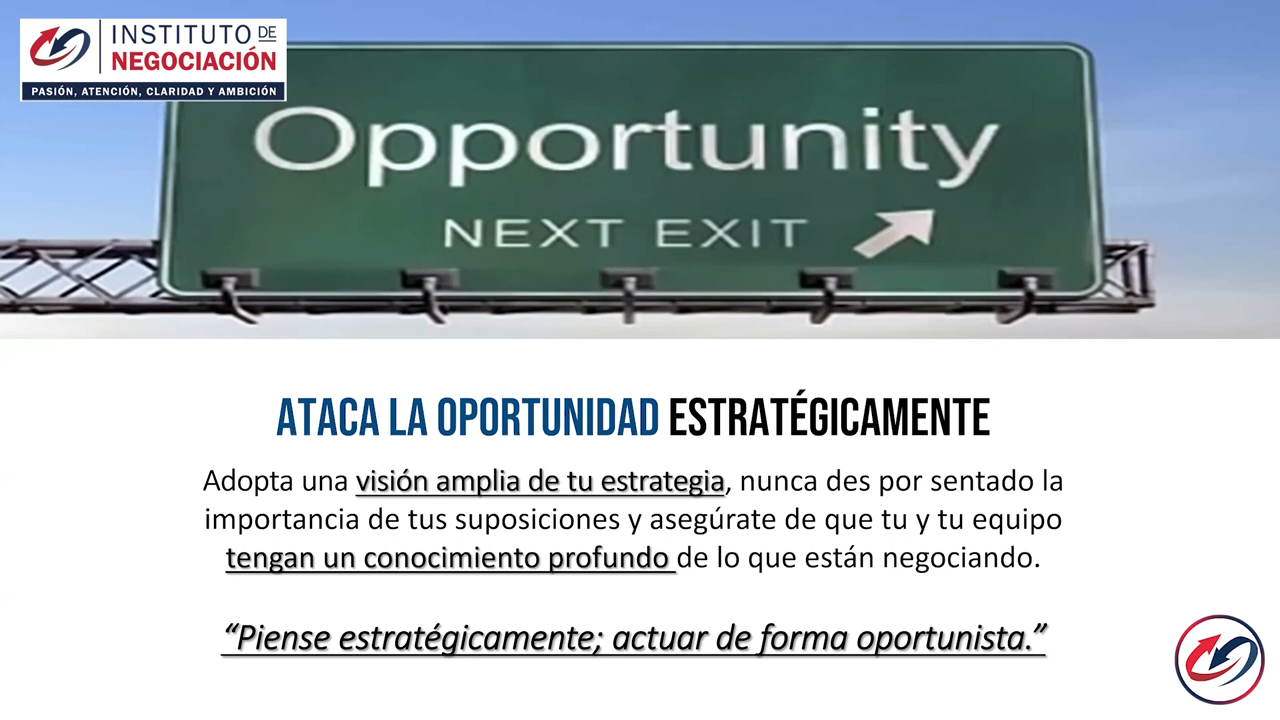 INSTITUTO DE
NEGOCIACIÓN
PASIÓN, ATENCIÓN, CLARIDAD Y AMBICIÓN
Opportunity
NEXT EXIT
ATACA LA OPORTUNIDAD ESTRATÉGICAMENTE
Adopta una visión amplia de tu estrategia, nunca des por sentado la
importancia de tus suposiciones y asegúrate de que tu y tu equipo
tengan un conocimiento profundo de lo que están negociando.
“Piense estratégicamente; actuar de forma oportunista.”